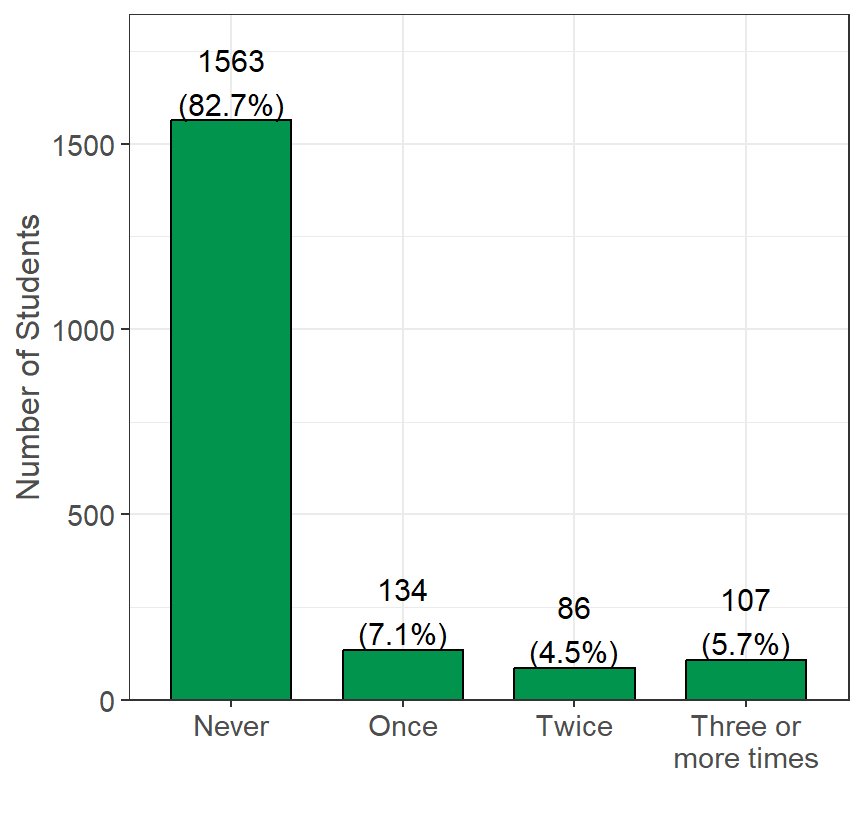 1563
(82.7%)
1500
Number of Students
1000
500
134
(7.1%)
86
(4.5%)
107
(5.7%)
0
Never
Once
Twice
Three or
more times